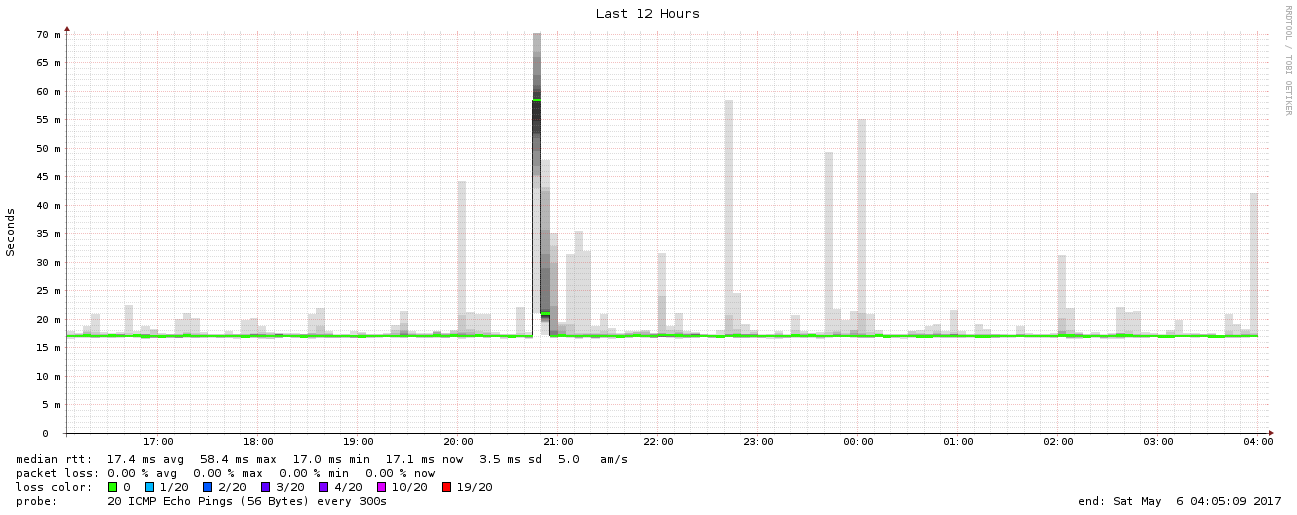 Last 12 Hours
RRDTOOL / TOBI OETIKER
Seconds
70 m
65 m
60 m
55 m
50 m
45 m
40 m
35 m
30 m
25 m
20 m
15 m
10 m
5 m
0
17:00 18:00 19:00 20:00 21:00 22:00 23:00 00:00 01:00 02:00 03:00 04:00
median rtt: 17.4 ms avg 58.4 ms max 17.0 ms min 17.1 ms now 3.5 ms sd 5.0 am/s
packet loss: 0.00 % avg 0.00 % max 0.00 % min 0.00 % now
loss color: 0 1/20 2/20 3/20 4/20 10/20 19/20
probe: 20 ICMP Echo Pings (56 Bytes) every 300s end: Sat May 6 04:05:09 2017